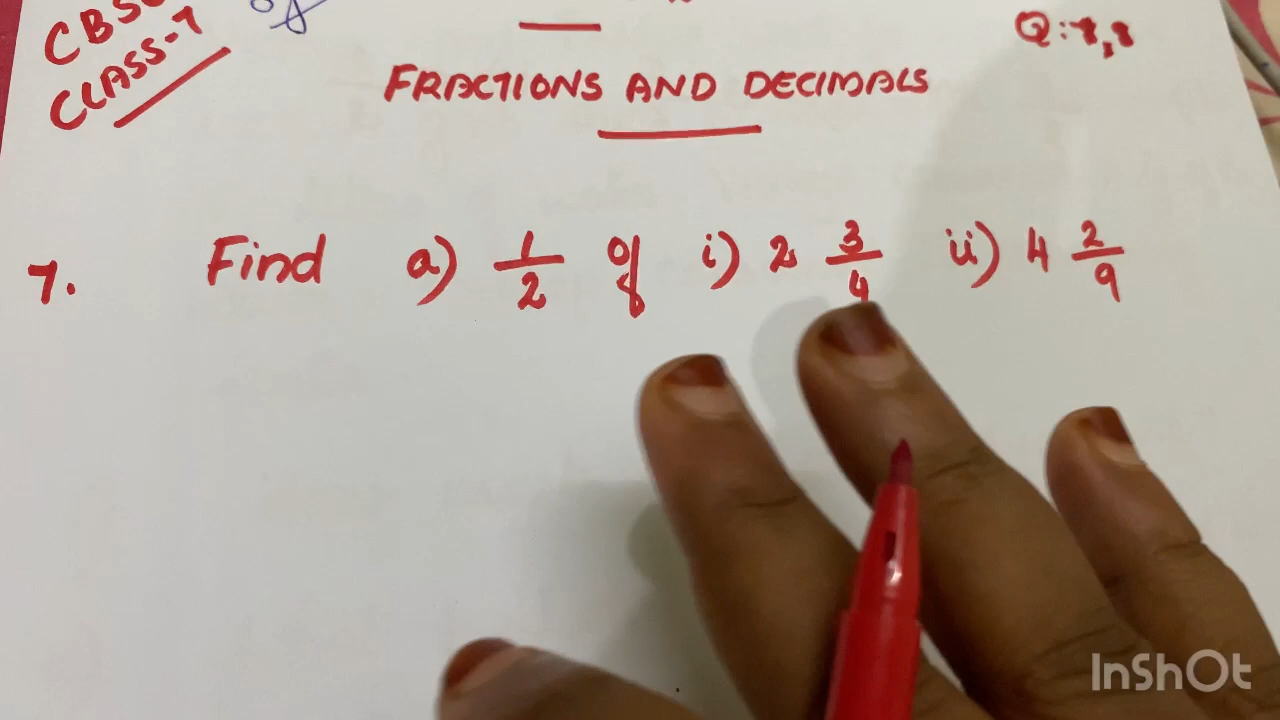 CBSE
CLASS-7
Q:7,8
FRACTIONS AND DECIMALS
7. Find a) 1/2 of i) 2 3/4 ii) 4 2/9
InShOt